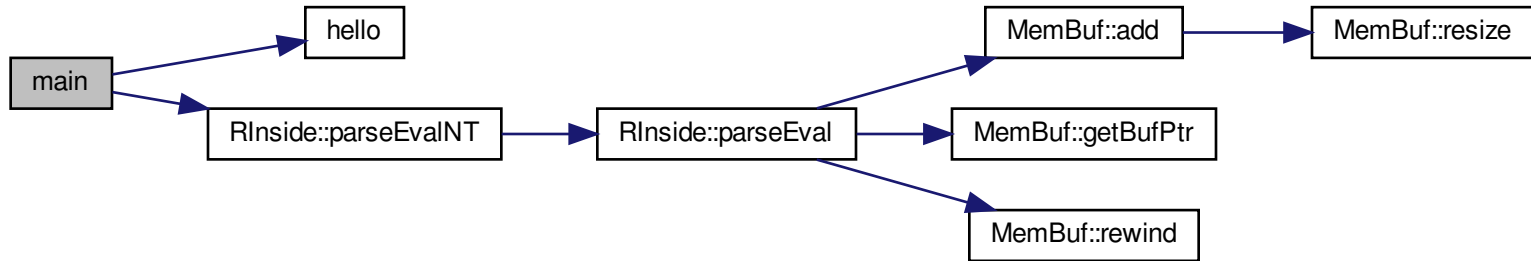 main
hello
RInside::parseEvalNT
RInside::parseEval
MemBuf::add
MemBuf::resize
MemBuf::getBufPtr
MemBuf::rewind